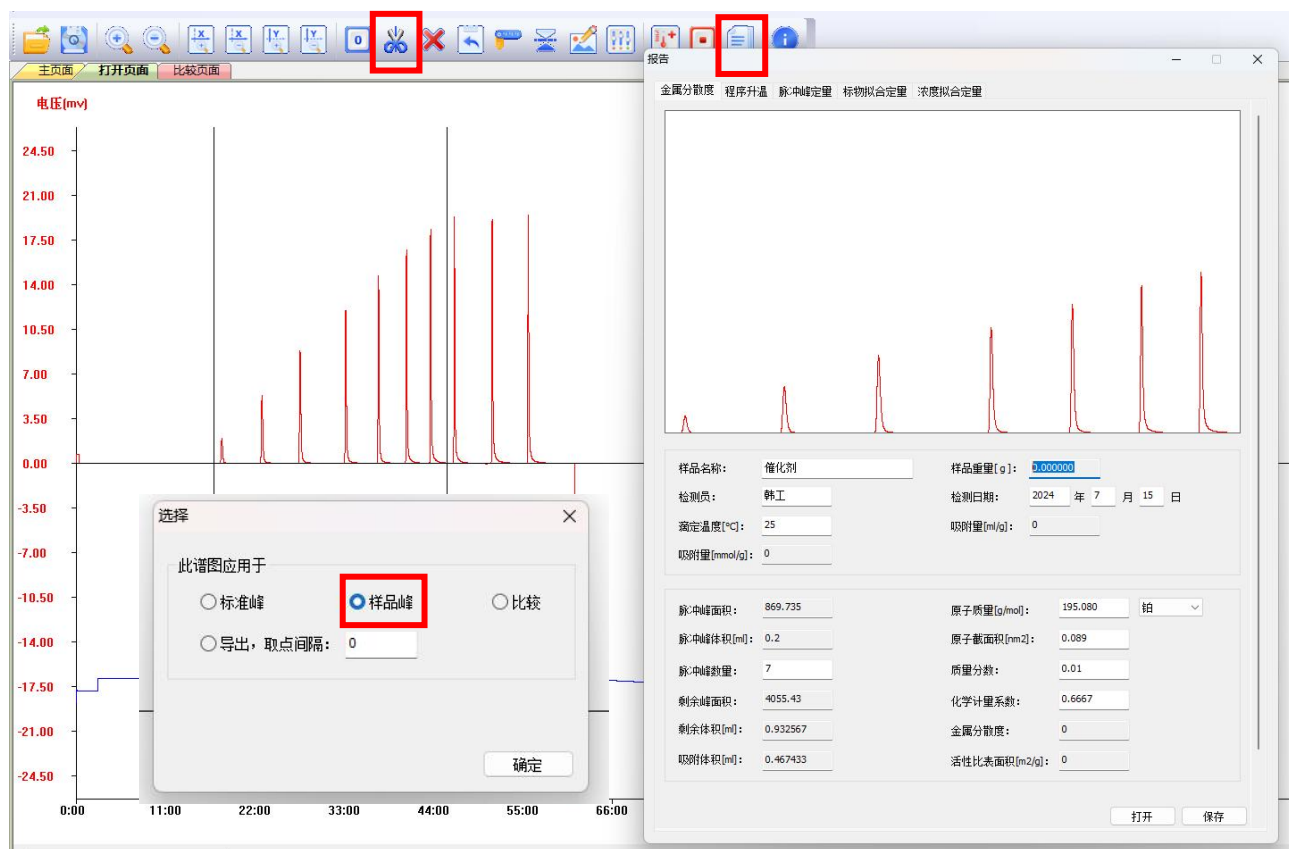 主页面 打开页面 比较页面
电压[mv]
24.50
21.00
17.50
14.00
10.50
7.00
3.50
0.00
-3.50
-7.00
-10.50
-14.00
-17.50
-21.00
-24.50
0:00 11:00 22:00 33:00 44:00 55:00 66:00
选择
此谱图应用于
标准峰 样品峰 比较
导出，取点间隔： 0
确定
报告
金属分散度 程序升温 脉冲峰定量 标物拟合定量 浓度拟合定量
样品名称： 催化剂 样品重量[g]： 0.000000
检测员： 韩工 检测日期： 2024 年 7 月 15 日
滴定温度[℃]： 25 吸附量[ml/g]： 0
吸附量[mmol/g]： 0
脉冲峰面积： 869.735 原子质量[g/mol]： 195.080 铂
脉冲峰体积[ml]： 0.2 原子截面积[nm2]： 0.089
脉冲峰数量： 7 质量分数： 0.01
剩余峰面积： 4055.43 化学计量系数： 0.6667
剩余体积[ml]： 0.932567 金属分散度： 0
吸附体积[ml]： 0.467433 活性比表面积[m2/g]： 0
打开 保存